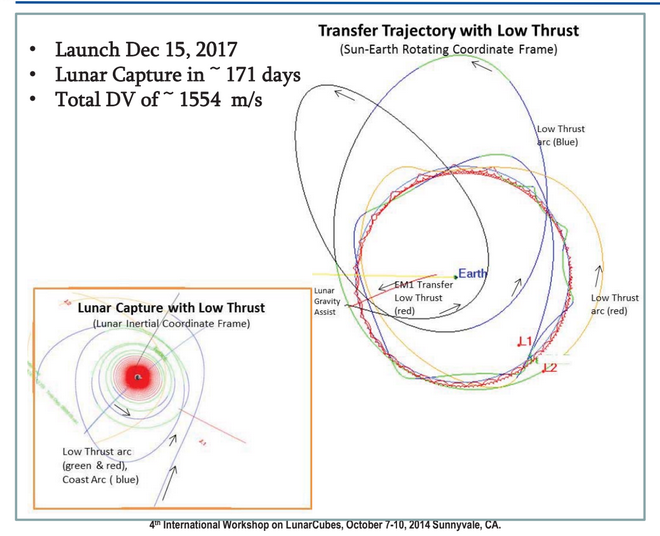 Transfer Trajectory with Low Thrust
(Sun-Earth Rotating Coordinate Frame)
• Launch Dec 15, 2017
• Lunar Capture in ~ 171 days
• Total DV of ~ 1554 m/s
Low Thrust
arc (Blue)
Earth
EM1 Transfer
Low Thrust
(red)
Lunar
Gravity
Assist
Low Thrust
arc (red)
L1
L2
Lunar Capture with Low Thrust
(Lunar Inertial Coordinate Frame)
Low Thrust arc
(green & red),
Coast Arc ( blue)
4th International Workshop on LunarCubes, October 7-10, 2014 Sunnyvale, CA.